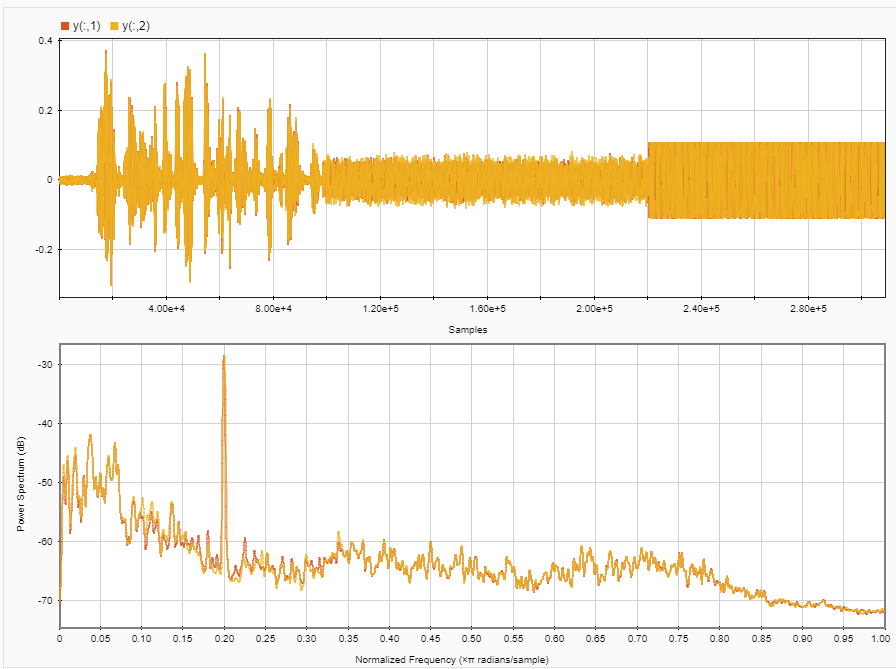 y(:,1) y(:,2)
0.4
0.2
0
-0.2
4.00e+4 8.00e+4 1.20e+5 1.60e+5 2.00e+5 2.40e+5 2.80e+5
Samples
-30
-40
-50
-60
-70
Power Spectrum (dB)
0 0.05 0.10 0.15 0.20 0.25 0.30 0.35 0.40 0.45 0.50 0.55 0.60 0.65 0.70 0.75 0.80 0.85 0.90 0.95 1.00
Normalized Frequency (×π radians/sample)